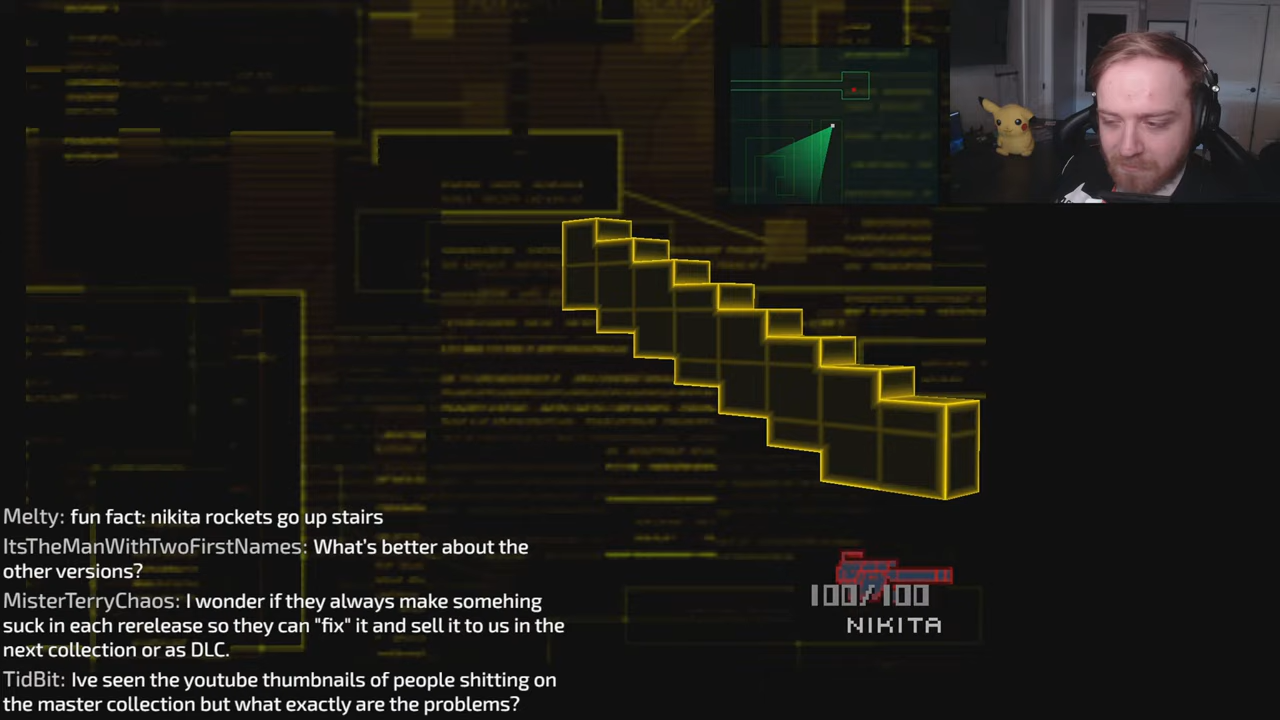 Melty: fun fact: nikita rockets go up stairs
ItsTheManWithTwoFirstNames: What's better about the
other versions?
MisterTerryChaos: I wonder if they always make somehing
suck in each rerelease so they can "fix" it and sell it to us in the
next collection or as DLC.
TidBit: Ive seen the youtube thumbnails of people shitting on
the master collection but what exactly are the problems?
100/100
NIKITA